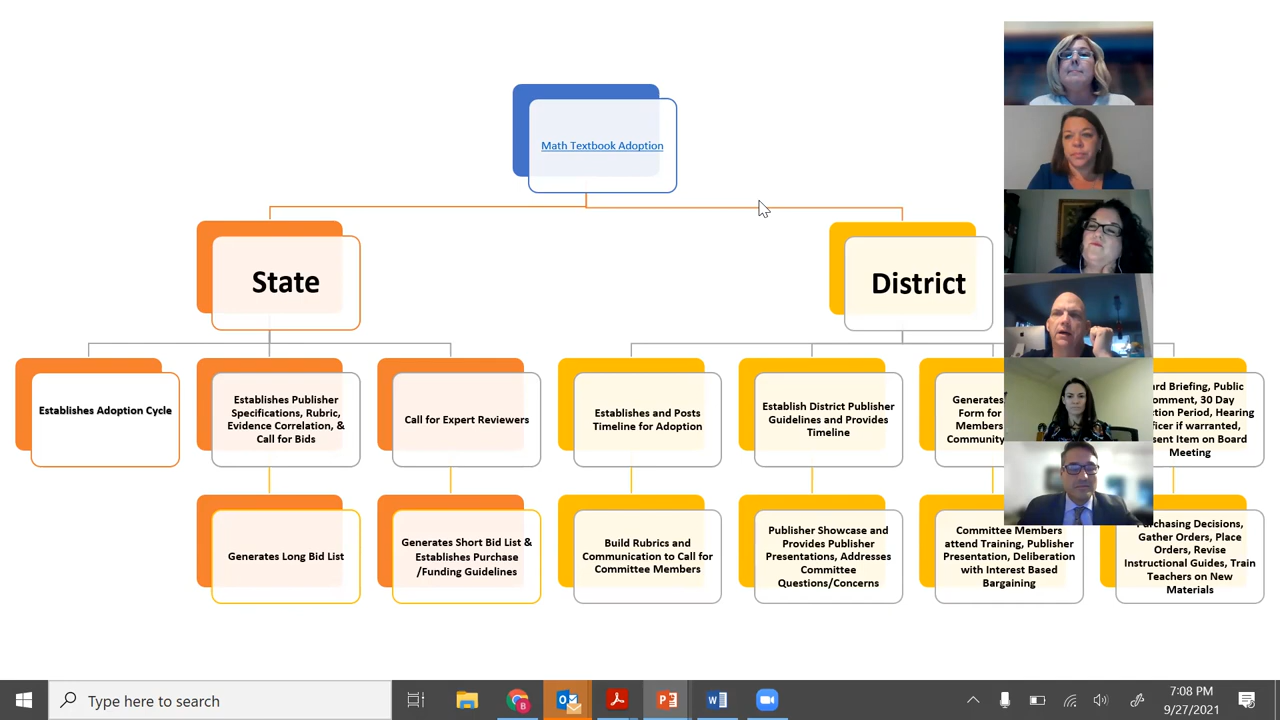 Math Textbook Adoption
State
District
Establishes Adoption Cycle
Establishes Publisher
Specifications, Rubric,
Evidence Correlation, &
Call for Bids
Call for Expert Reviewers
Establishes and Posts
Timeline for Adoption
Establish District Publisher
Guidelines and Provides
Timeline
Generates
Form for
Members
Community
Briefing, Public
30 Day
Period, Hearing
if warranted,
Item on Board
Meeting
Generates Long Bid List
Generates Short Bid List &
Establishes Purchase
/Funding Guidelines
Build Rubrics and
Communication to Call for
Committee Members
Publisher Showcase and
Provides Publisher
Presentations, Addresses
Committee
Questions/Concerns
Committee Members
attend Training, Publisher
Presentation, Deliberation
with Interest Based
Bargaining
Purchasing Decisions,
Gather Orders, Place
Orders, Revise
Instructional Guides, Train
Teachers on New
Materials
Type here to search
7:08 PM
9/27/2021